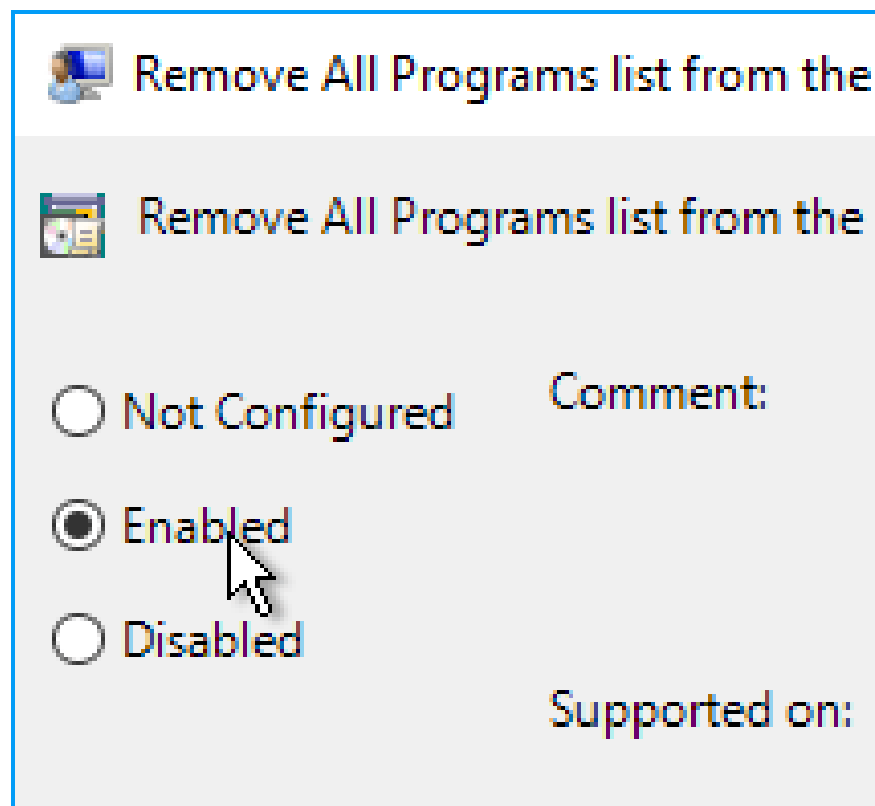 Remove All Programs list from the
Remove All Programs list from the
Not Configured
Comment:
Enabled
Disabled
Supported on: